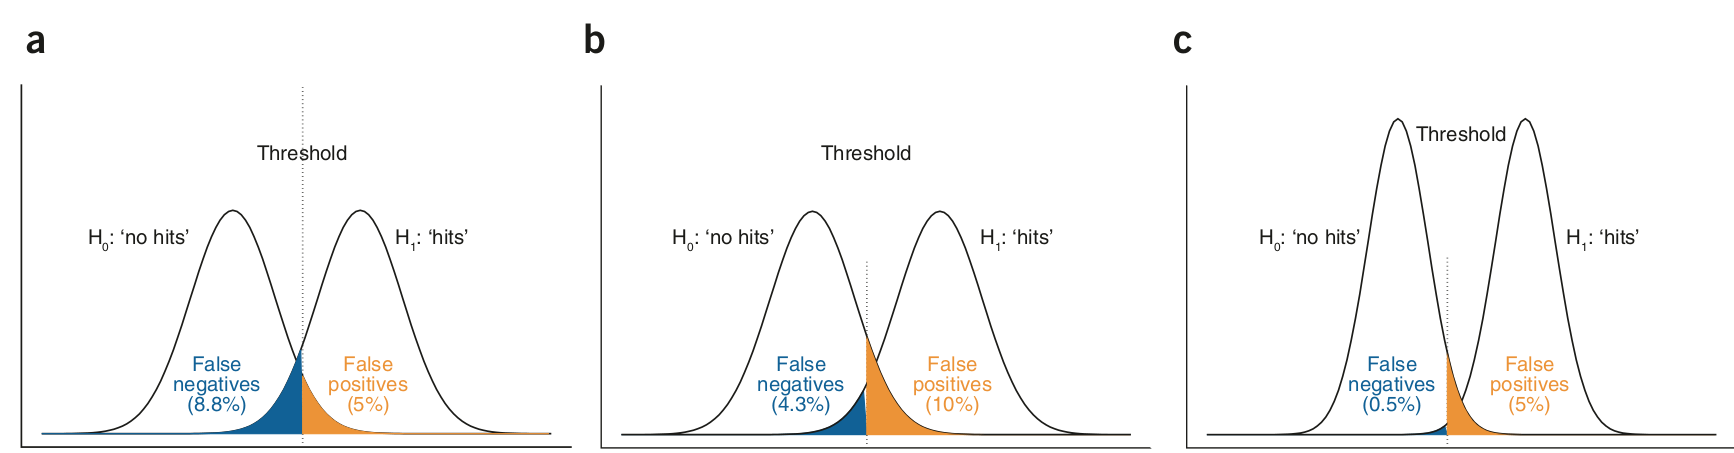 a
Threshold
H0: ‘no hits’
H1: ‘hits’
False
negatives
(8.8%)
False
positives
(5%)
b
Threshold
H0: ‘no hits’
H1: ‘hits’
False
negatives
(4.3%)
False
positives
(10%)
c
Threshold
H0: ‘no hits’
H1: ‘hits’
False
negatives
(0.5%)
False
positives
(5%)